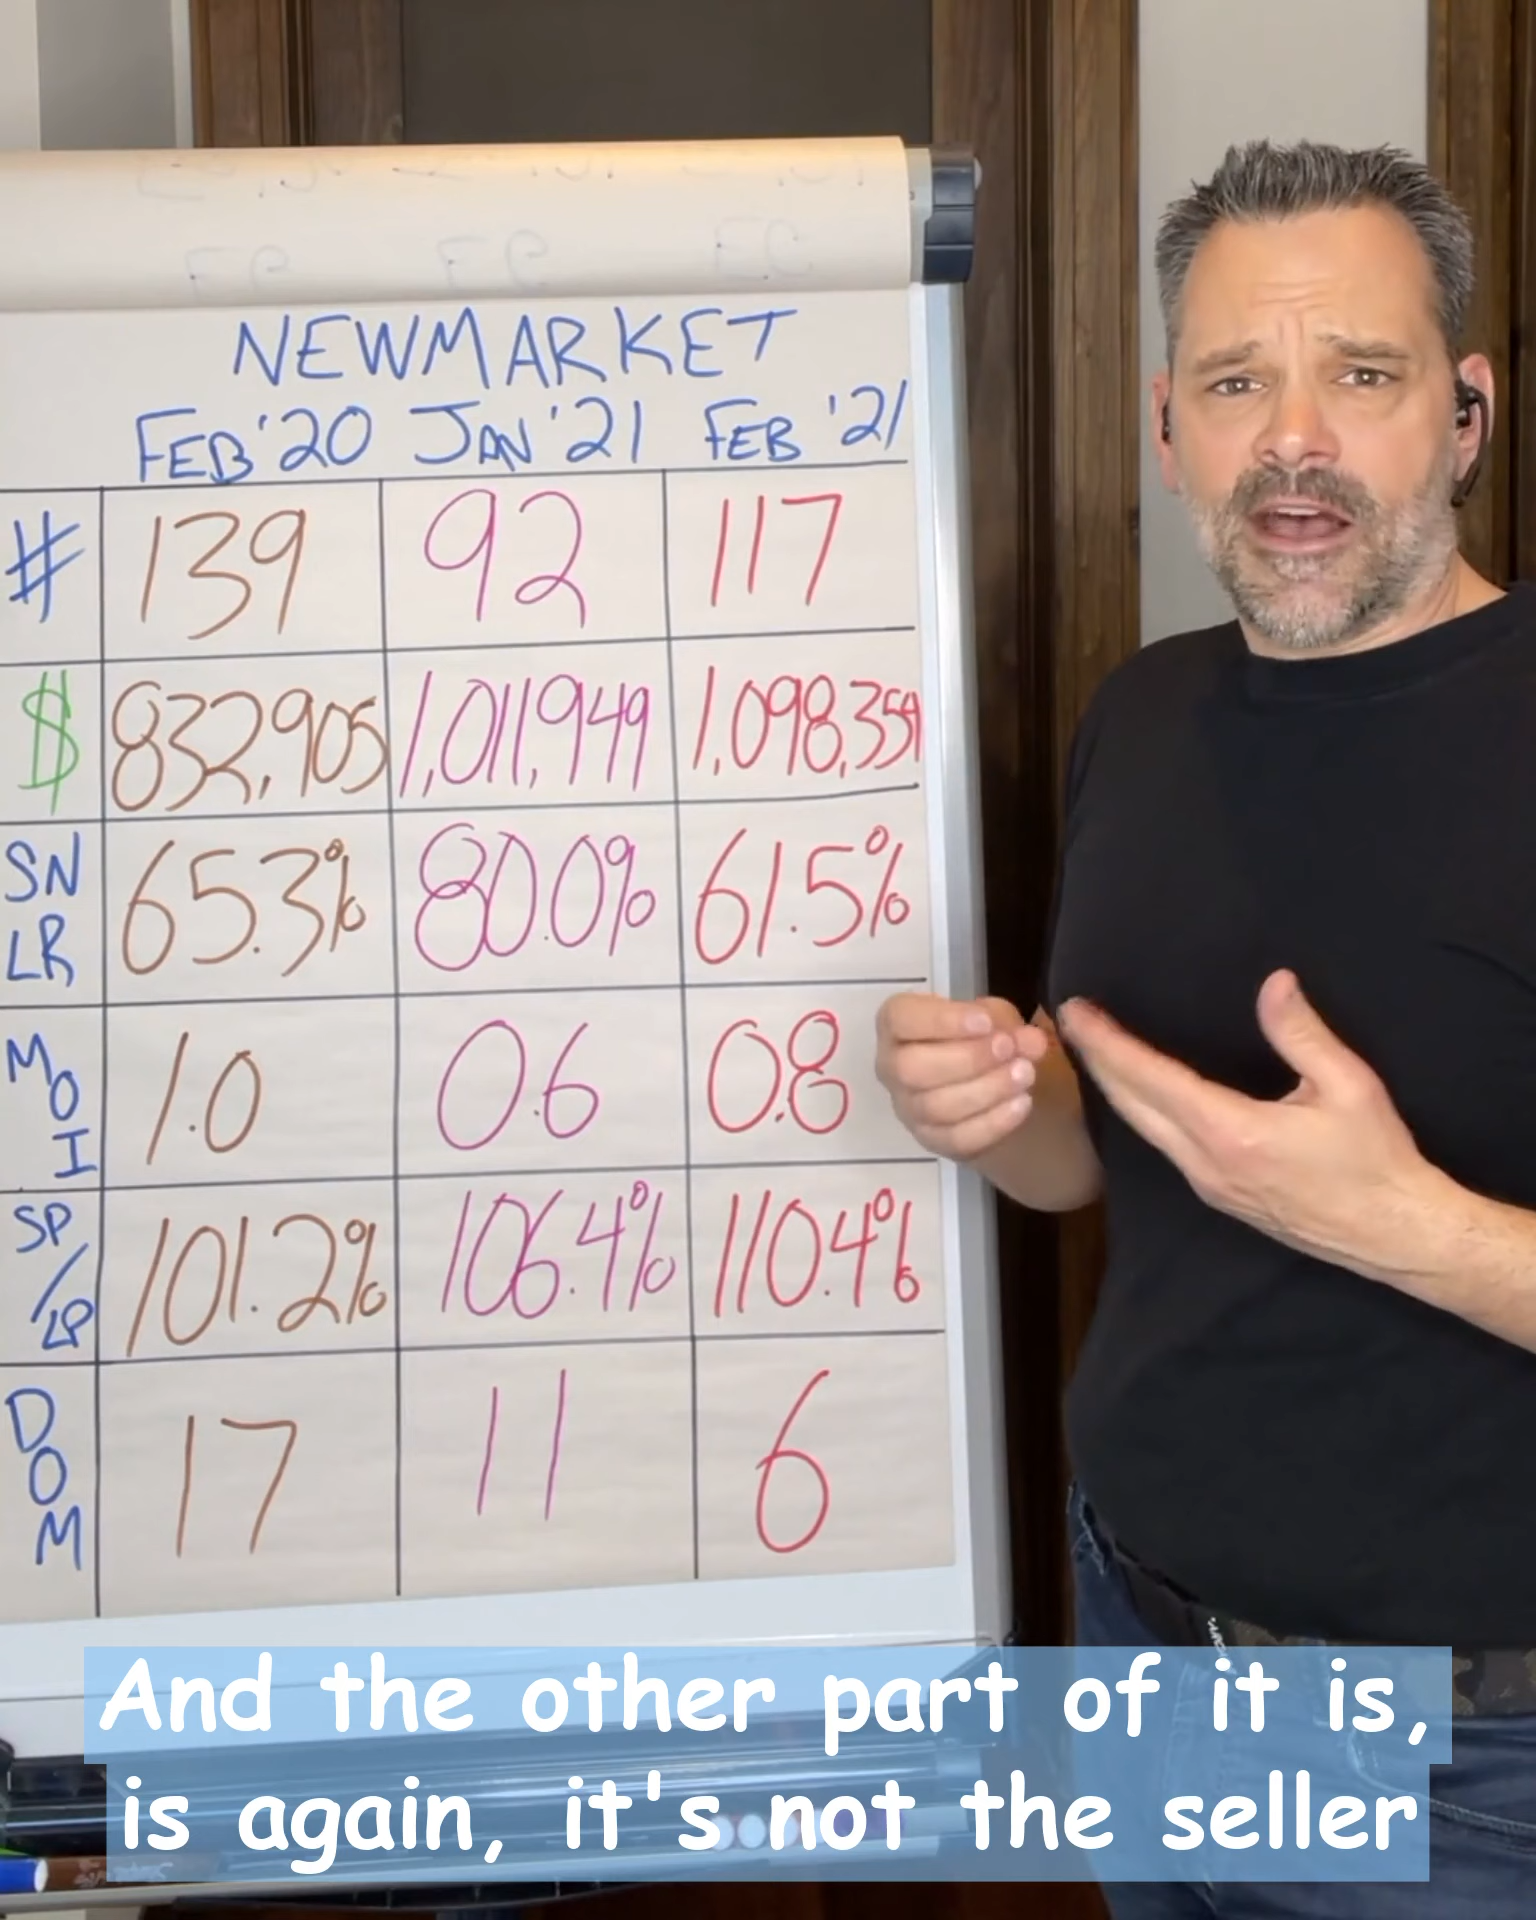 NEWMARKET
FEB '20 JAN '21 FEB '21
# 139 92 117
$ 832,905 1,011,949 1,098,359
SN LR 65.3% 80.0% 61.5%
MOI 1.0 0.6 0.8
SP/LP 101.2% 106.4% 110.4%
DOM 17 11 6
And the other part of it is,
is again, it's not the seller